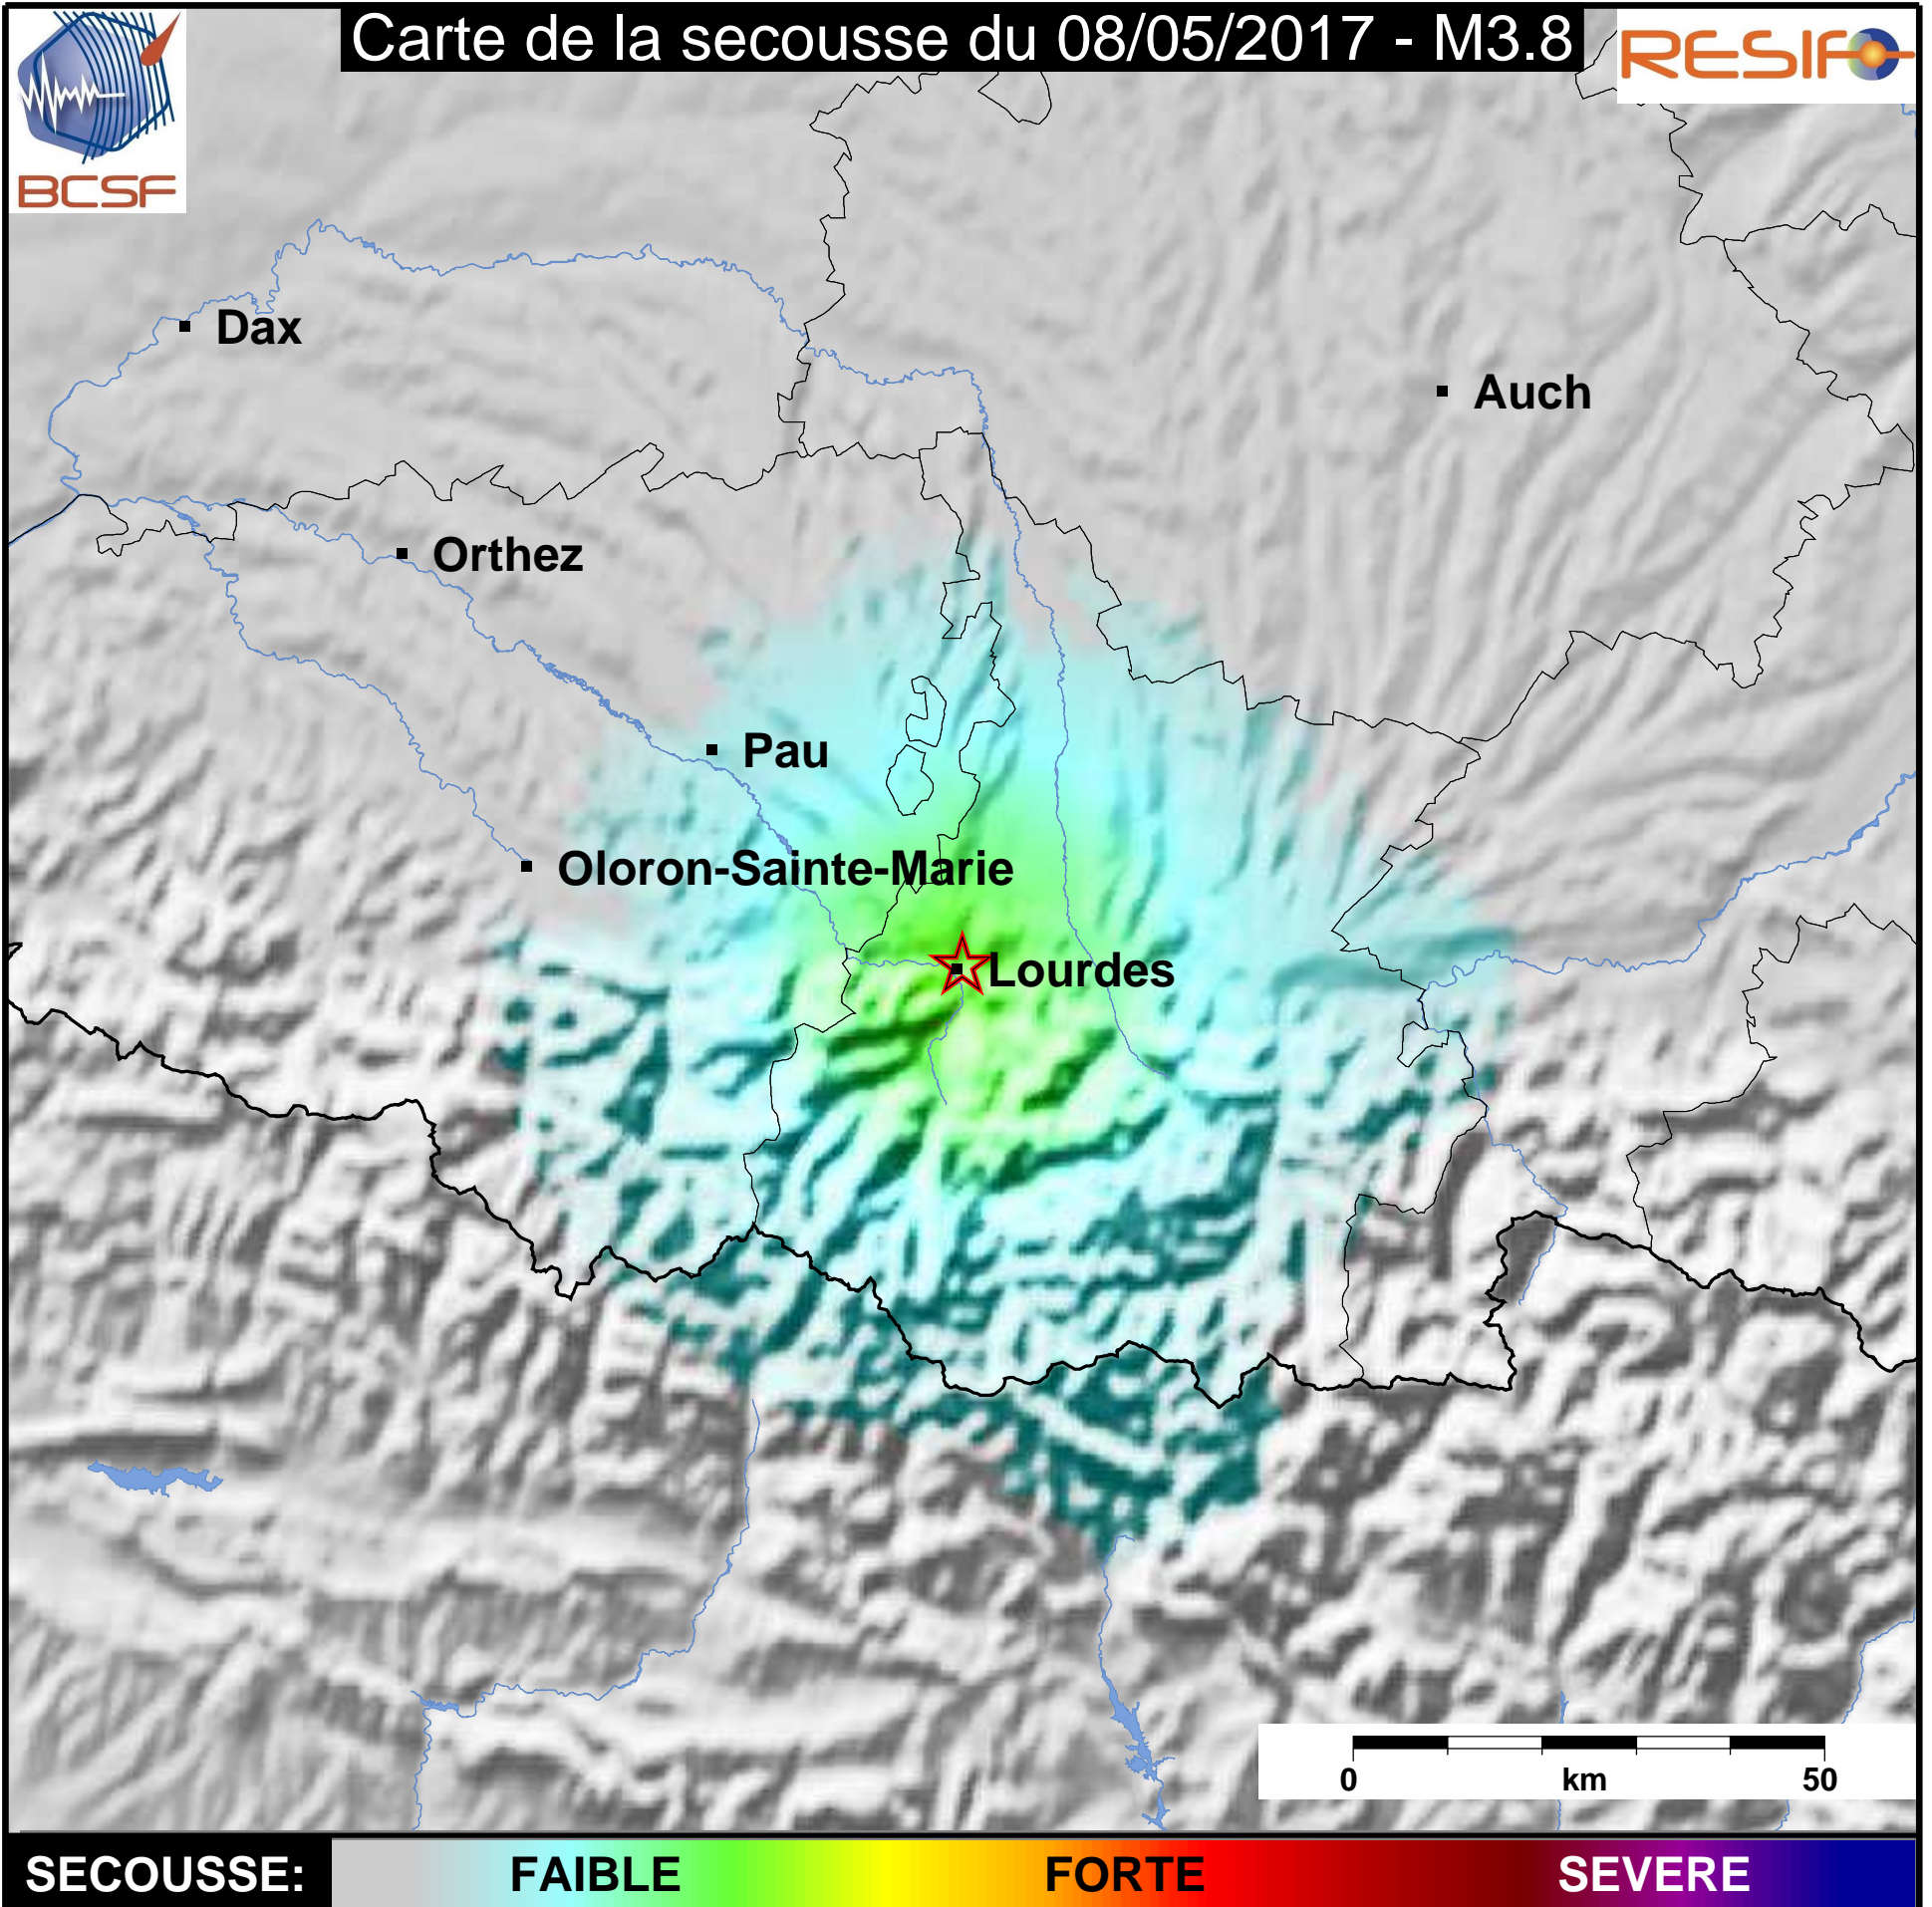 Carte de la secousse du 08/05/2017 - M3.8
RESIF
BCSF
Dax
Auch
Orthez
Pau
Oloron-Sainte-Marie
Lourdes
0 km 50
SECOUSSE: FAIBLE FORTE SEVERE